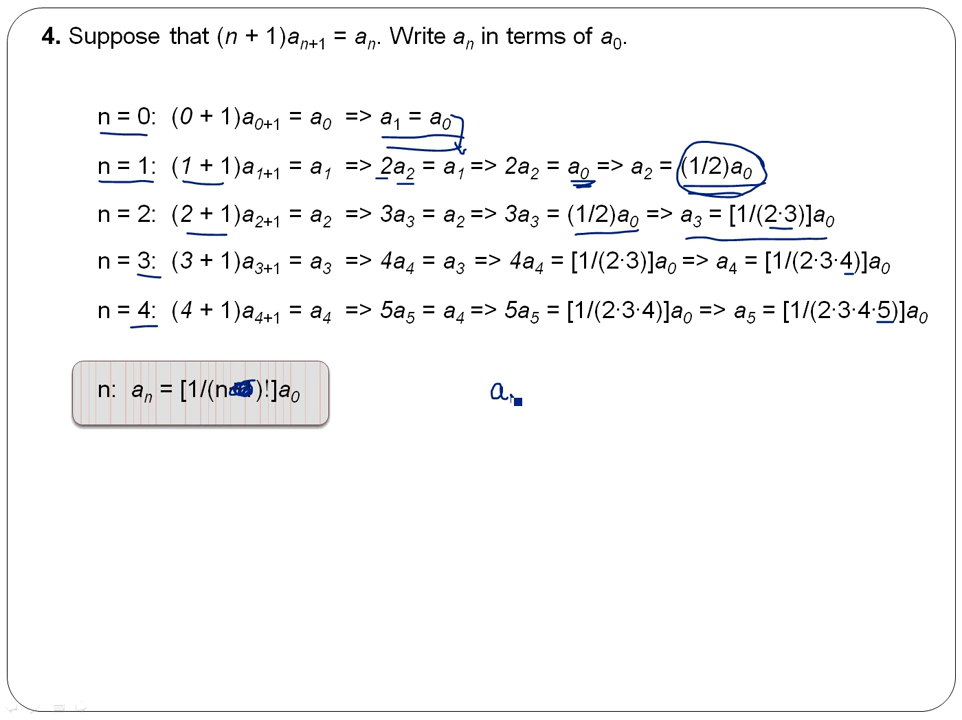 4. Suppose that (n + 1)aₙ₊₁ = aₙ. Write aₙ in terms of a₀.
n = 0: (0 + 1)a₀₊₁ = a₀ => a₁ = a₀
n = 1: (1 + 1)a₁₊₁ = a₁ => 2a₂ = a₁ => 2a₂ = a₀ => a₂ = (1/2)a₀
n = 2: (2 + 1)a₂₊₁ = a₂ => 3a₃ = a₂ => 3a₃ = (1/2)a₀ => a₃ = [1/(2·3)]a₀
n = 3: (3 + 1)a₃₊₁ = a₃ => 4a₄ = a₃ => 4a₄ = [1/(2·3)]a₀ => a₄ = [1/(2·3·4)]a₀
n = 4: (4 + 1)a₄₊₁ = a₄ => 5a₅ = a₄ => 5a₅ = [1/(2·3·4)]a₀ => a₅ = [1/(2·3·4·5)]a₀
n: aₙ = [1/(n )!]a₀
a